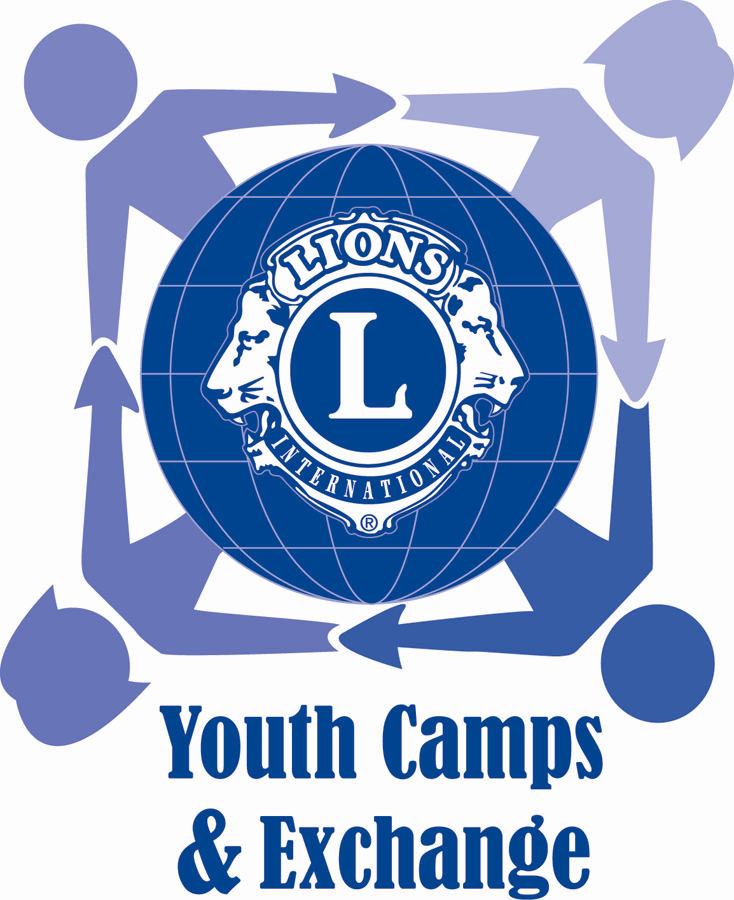 LIONS
L
INTERNATIONAL
®
Youth Camps
& Exchange